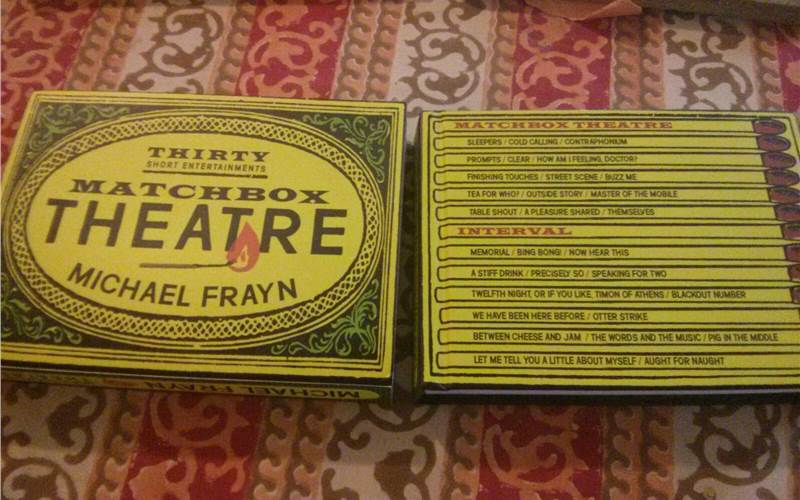 THIRTY
SHORT ENTERTAINMENTS
MATCHBOX
THEATRE
MICHAEL FRAYN
MICHAEL FRAYN
MATCHBOX THEATRE
SLEEPERS / COLD CALLING / CONTRAPHONIUM
PROMPTS / CLEAR / HOW AM I FEELING, DOCTOR?
FINISHING TOUCHES / STREET SCENE / BUZZ ME
TEA FOR WHO? / OUTSIDE STORY / MASTER OF THE MOBILE
TABLE SHOUT / A PLEASURE SHARED / THEMSELVES
INTERVAL
MEMORIAL / BING BONG! / NOW HEAR THIS
A STIFF DRINK / PRECISELY SO / SPEAKING FOR TWO
TWELFTH NIGHT, OR IF YOU LIKE, TIMON OF ATHENS / BLACKOUT NUMBER
WE HAVE BEEN HERE BEFORE / OTTER STRIKE
BETWEEN CHEESE AND JAM / THE WORDS AND THE MUSIC / PIG IN THE MIDDLE
LET ME TELL YOU A LITTLE ABOUT MYSELF / AUGHT FOR NAUGHT